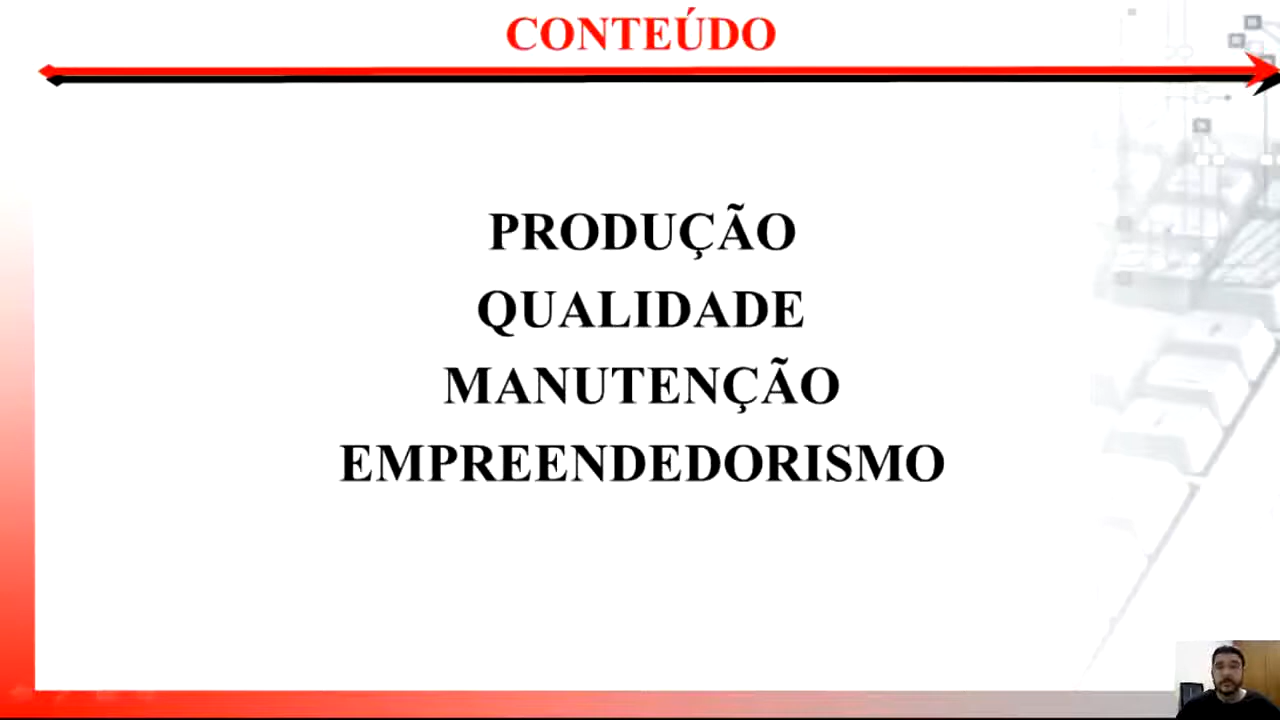 CONTEÚDO
PRODUÇÃO
QUALIDADE
MANUTENÇÃO
EMPREENDEDORISMO